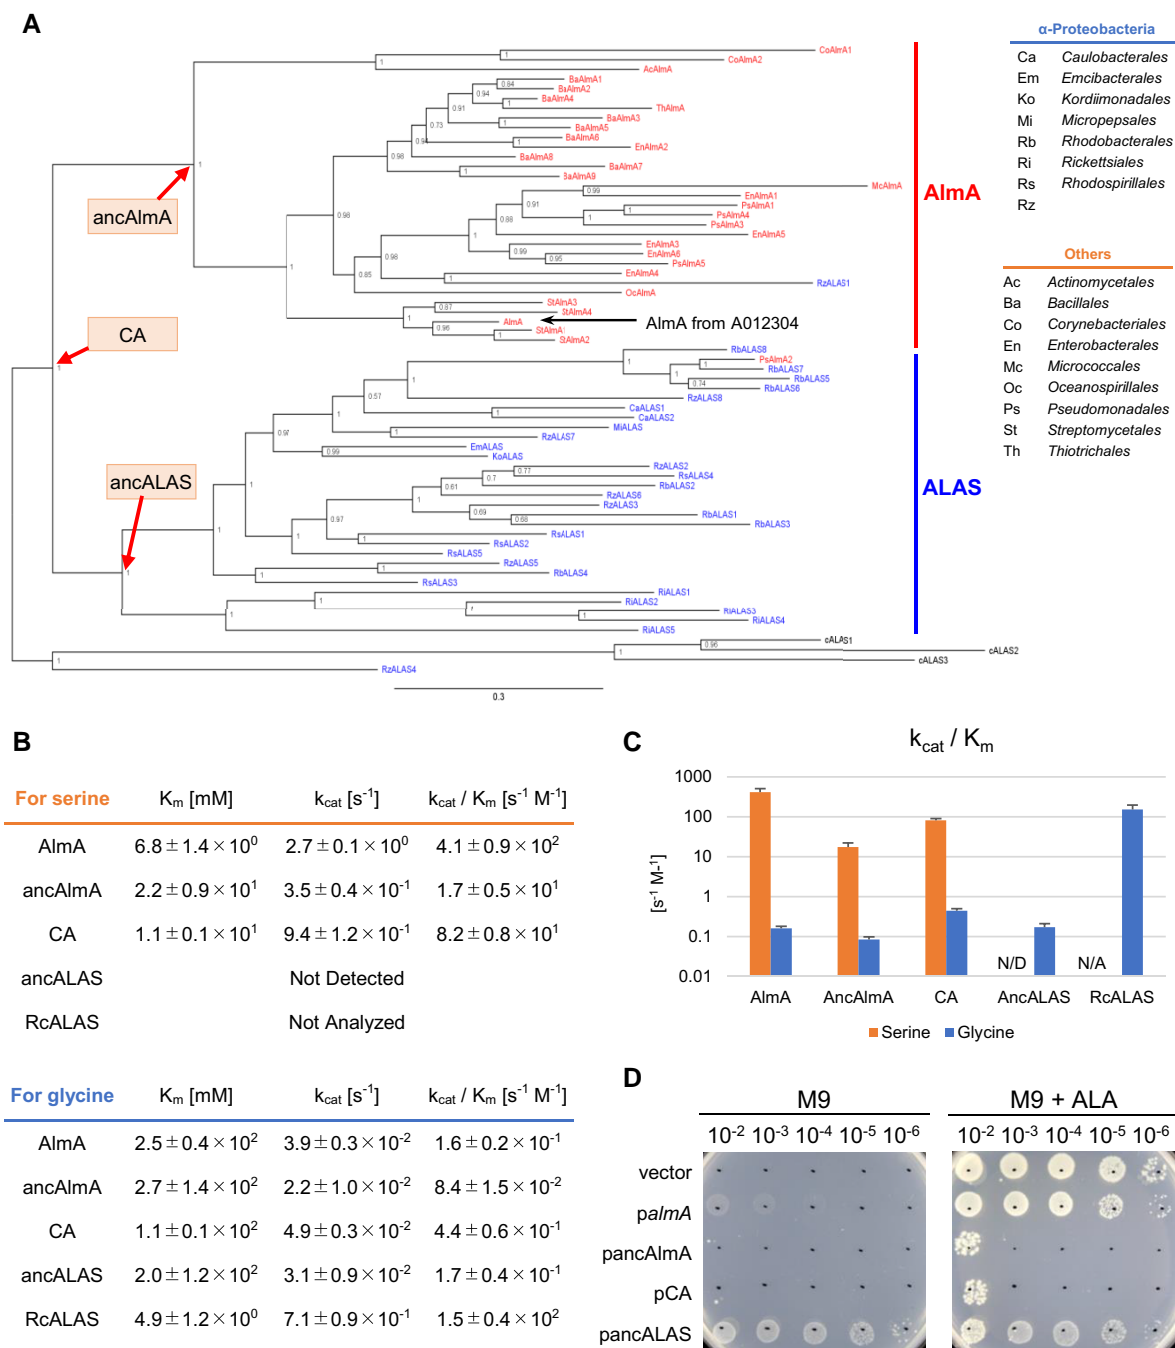 A
CoAlmA1
CoAlmA2
AcAlmA
BaAlmA1
BaAlmA2
BaAlmA4
ThAlmA
BaAlmA3
BaAlmA5
BaAlmA6
EnAlmA2
BaAlmA8
BaAlmA7
BaAlmA9
McAlmA
EnAlmA1
PsAlmA1
PsAlmA4
PsAlmA3
EnAlmA5
EnAlmA3
EnAlmA6
PsAlmA5
EnAlmA4
RzALAS1
OcAlmA
StAlmA3
StAlmA4
AlmA
StAlmA1
StAlmA2
AlmA from A012304
ancAlmA
CA
ancALAS
AlmA
ALAS
RbALAS8
PsAlmA2
RbALAS7
RbALAS5
RbALAS6
RzALAS8
CaALAS1
CaALAS2
MiALAS
RzALAS7
EmALAS
KoALAS
RzALAS2
RsALAS4
RbALAS2
RzALAS6
RzALAS3
RbALAS1
RbALAS3
RsALAS1
RsALAS2
RsALAS5
RzALAS5
RbALAS4
RsALAS3
RiALAS1
RiALAS2
RiALAS3
RiALAS4
RiALAS5
cALAS1
cALAS2
cALAS3
RzALAS4
0.3
α-Proteobacteria
Ca Caulobacterales
Em Emcibacterales
Ko Kordiimonadales
Mi Micropepsales
Rb Rhodobacterales
Ri Rickettsiales
Rs Rhodospirillales
Rz
Others
Ac Actinomycetales
Ba Bacillales
Co Corynebacteriales
En Enterobacterales
Mc Micrococcales
Oc Oceanospirillales
Ps Pseudomonadales
St Streptomycetales
Th Thiotrichales
B
For serine Km [mM] kcat [s-1] kcat / Km [s-1 M-1]
AlmA 6.8 ± 1.4 × 10^0 2.7 ± 0.1 × 10^0 4.1 ± 0.9 × 10^2
ancAlmA 2.2 ± 0.9 × 10^1 3.5 ± 0.4 × 10^-1 1.7 ± 0.5 × 10^1
CA 1.1 ± 0.1 × 10^1 9.4 ± 1.2 × 10^-1 8.2 ± 0.8 × 10^1
ancALAS Not Detected
RcALAS Not Analyzed
For glycine Km [mM] kcat [s-1] kcat / Km [s-1 M-1]
AlmA 2.5 ± 0.4 × 10^2 3.9 ± 0.3 × 10^-2 1.6 ± 0.2 × 10^-1
ancAlmA 2.7 ± 1.4 × 10^2 2.2 ± 1.0 × 10^-2 8.4 ± 1.5 × 10^-2
CA 1.1 ± 0.1 × 10^2 4.9 ± 0.3 × 10^-2 4.4 ± 0.6 × 10^-1
ancALAS 2.0 ± 1.2 × 10^2 3.1 ± 0.9 × 10^-2 1.7 ± 0.4 × 10^-1
RcALAS 4.9 ± 1.2 × 10^0 7.1 ± 0.9 × 10^-1 1.5 ± 0.4 × 10^2
C
kcat / Km
[s-1 M-1]
1000
100
10
1
0.1
0.01
N/D
N/A
AlmA AncAlmA CA AncALAS RcALAS
Serine Glycine
D
M9 M9 + ALA
10^-2 10^-3 10^-4 10^-5 10^-6 10^-2 10^-3 10^-4 10^-5 10^-6
vector
palmA
pancAlmA
pCA
pancALAS